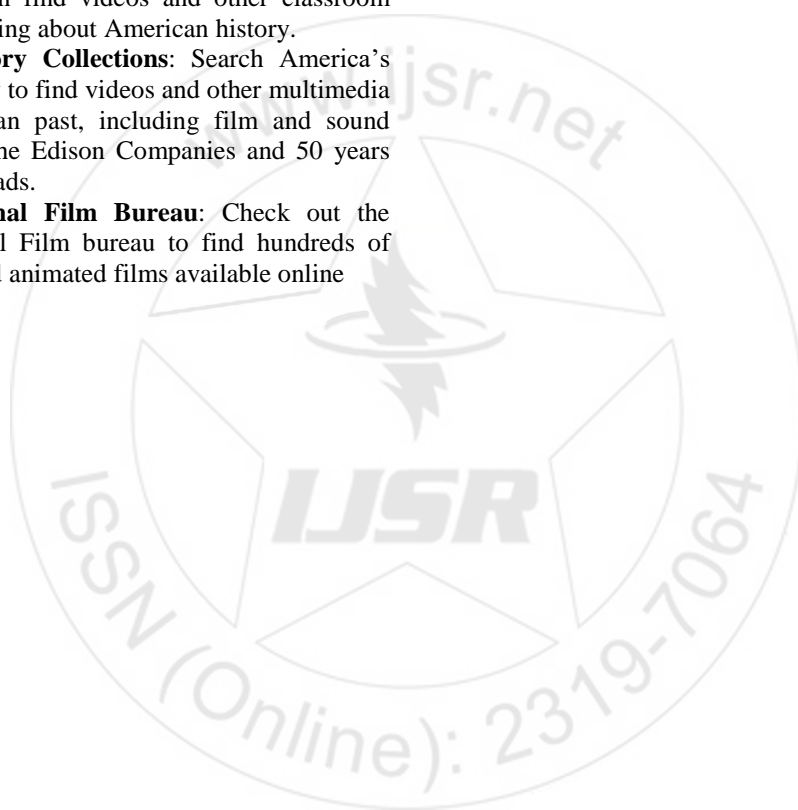 find videos and other classroom
ing about American history.
ory Collections: Search America's
to find videos and other multimedia
an past, including film and sound
he Edison Companies and 50 years
ads.
nal Film Bureau: Check out the
l Film bureau to find hundreds of
animated films available online
www.ijsr.net
IJSR
ISSN (Online): 2319-7064